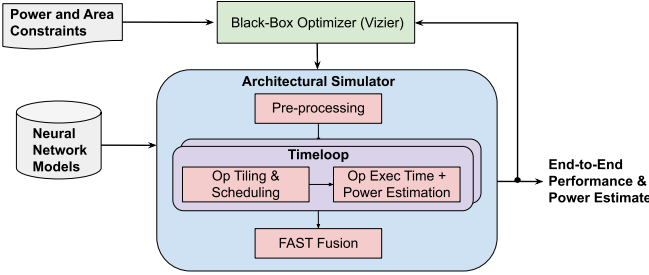 Power and Area
Constraints
Black-Box Optimizer (Vizier)
Architectural Simulator
Pre-processing
Neural
Network
Models
Timeloop
Op Tiling &
Scheduling
Op Exec Time +
Power Estimation
End-to-End
Performance &
Power Estimate
FAST Fusion